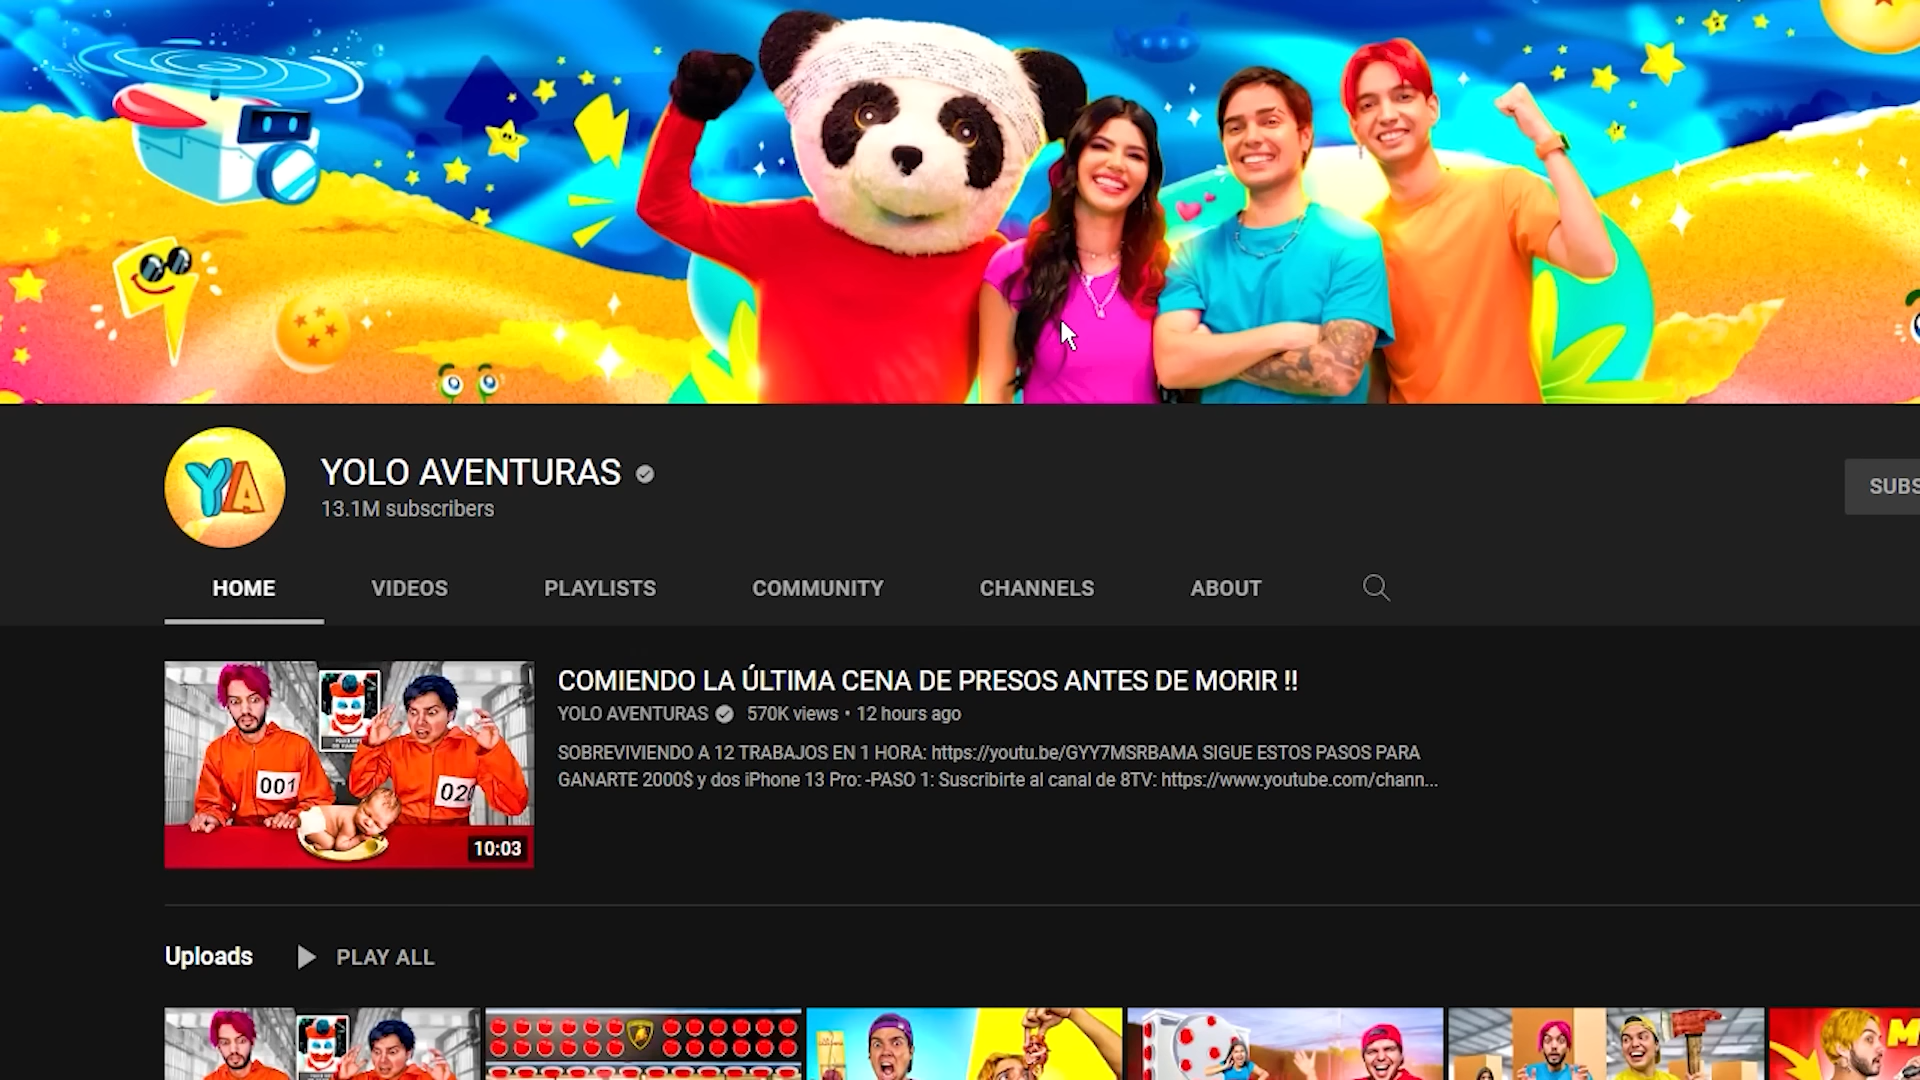 YA
YOLO AVENTURAS
13.1M subscribers
SUBS
HOME VIDEOS PLAYLISTS COMMUNITY CHANNELS ABOUT
COMIENDO LA ÚLTIMA CENA DE PRESOS ANTES DE MORIR !!
YOLO AVENTURAS 570K views • 12 hours ago
SOBREVIVIENDO A 12 TRABAJOS EN 1 HORA: https://youtu.be/GYY7MSRBAMA SIGUE ESTOS PASOS PARA
GANARTE 2000$ y dos iPhone 13 Pro: -PASO 1: Suscribirte al canal de 8TV: https://www.youtube.com/chann...
001
020
10:03
Uploads PLAY ALL
M